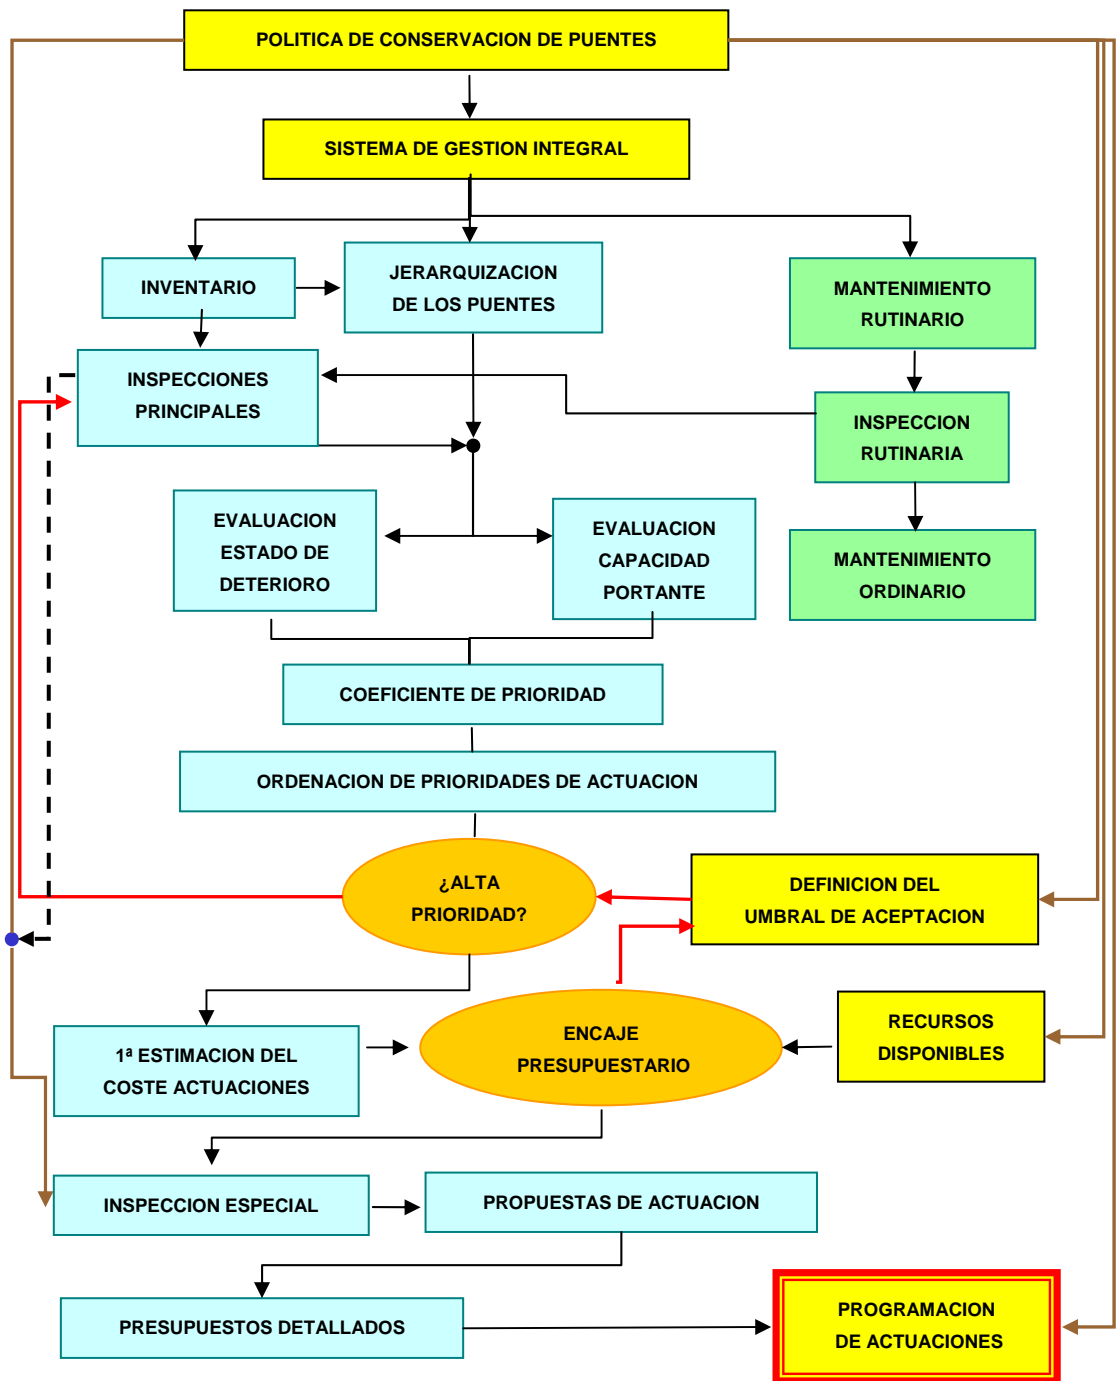 POLITICA DE CONSERVACION DE PUENTES
SISTEMA DE GESTION INTEGRAL
INVENTARIO
JERARQUIZACION
DE LOS PUENTES
MANTENIMIENTO
RUTINARIO
INSPECCIONES
PRINCIPALES
INSPECCION
RUTINARIA
EVALUACION
ESTADO DE
DETERIORO
EVALUACION
CAPACIDAD
PORTANTE
MANTENIMIENTO
ORDINARIO
COEFICIENTE DE PRIORIDAD
ORDENACION DE PRIORIDADES DE ACTUACION
¿ALTA
PRIORIDAD?
DEFINICION DEL
UMBRAL DE ACEPTACION
1ª ESTIMACION DEL
COSTE ACTUACIONES
ENCAJE
PRESUPUESTARIO
RECURSOS
DISPONIBLES
INSPECCION ESPECIAL
PROPUESTAS DE ACTUACION
PRESUPUESTOS DETALLADOS
PROGRAMACION
DE ACTUACIONES